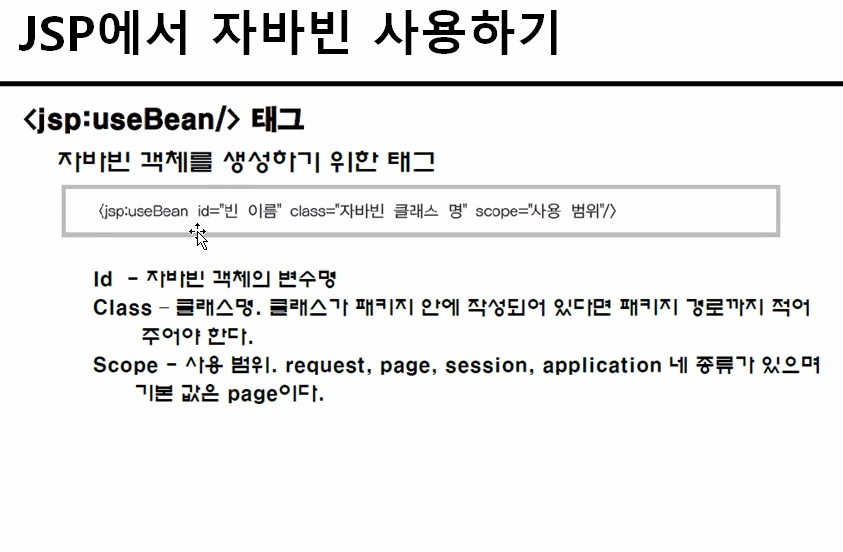 JSP에서 자바빈 사용하기
<jsp:useBean/> 태그
자바빈 객체를 생성하기 위한 태그
<jsp:useBean id="빈 이름" class="자바빈 클래스 명" scope="사용 범위"/>
Id - 자바빈 객체의 변수명
Class – 클래스명. 클래스가 패키지 안에 작성되어 있다면 패키지 경로까지 적어
주어야 한다.
Scope - 사용 범위. request, page, session, application 네 종류가 있으며
기본 값은 page이다.